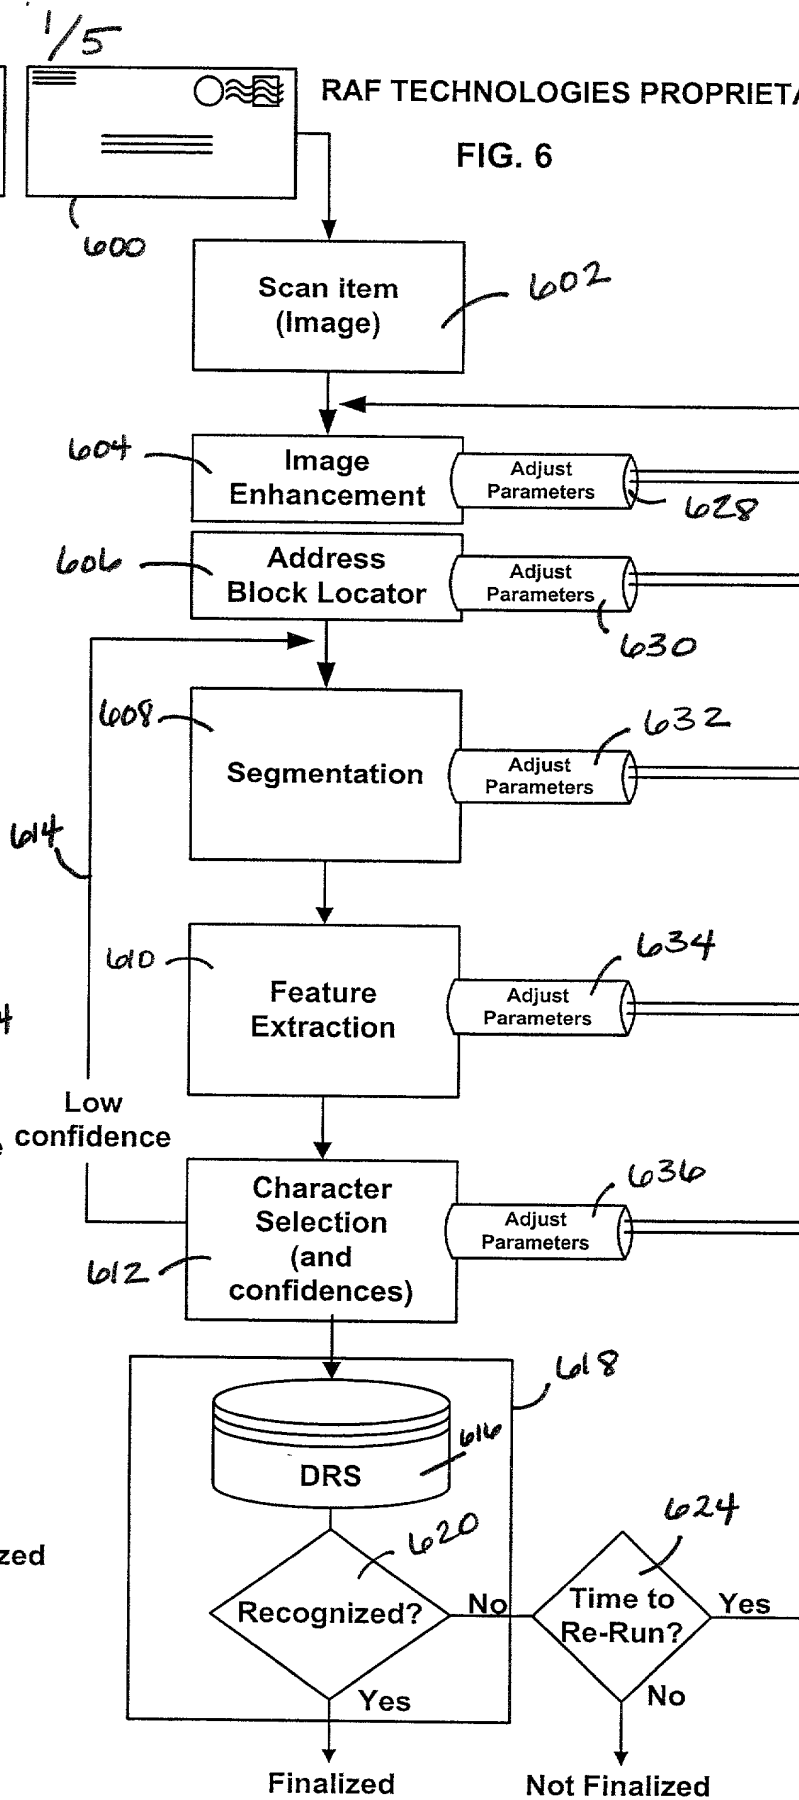 1/5
RAF TECHNOLOGIES
FIG. 6
600
Scan item
(Image)
602
604
Image
Enhancement
Adjust
Parameters
628
606
Address
Block Locator
Adjust
Parameters
630
608
Segmentation
Adjust
Parameters
632
614
610
Feature
Extraction
Adjust
Parameters
634
Low
confidence
Character
Selection
(and
confidences)
612
Adjust
Parameters
636
618
DRS
616
620
Recognized?
No
Yes
Finalized
624
Time to
Re-Run?
Yes
No
Not Finalized